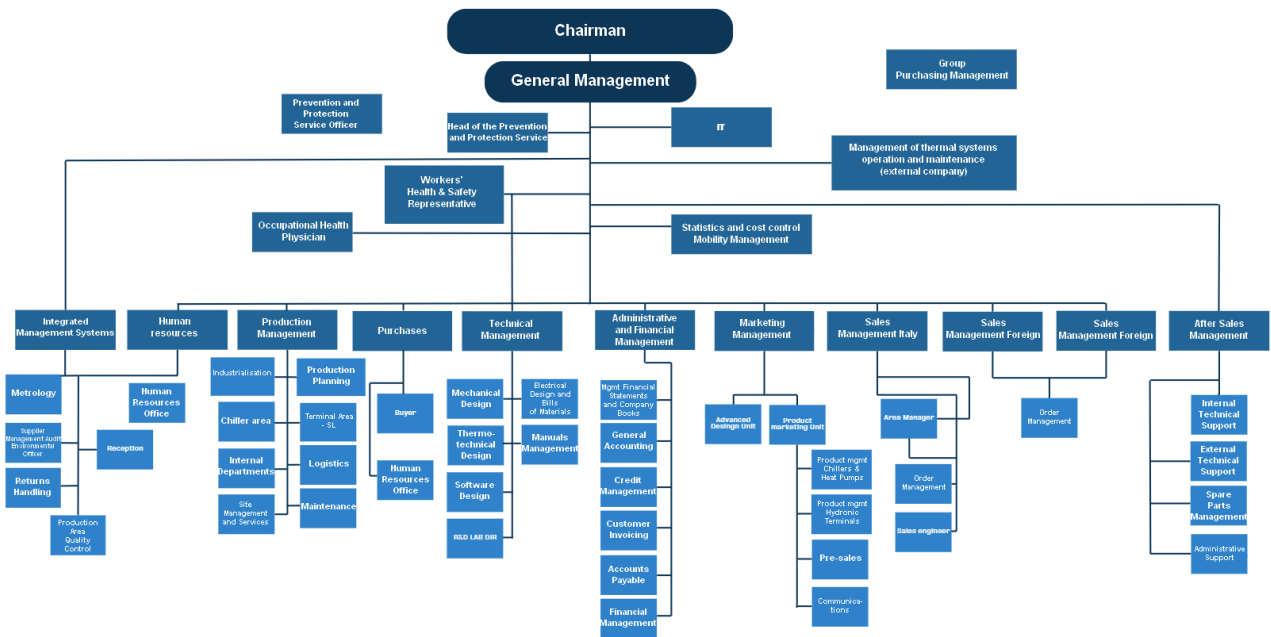 Chairman
General Management
Group
Purchasing Management
Prevention and
Protection
Service Officer
Head of the Prevention
and Protection Service
IT
Management of thermal systems
operation and maintenance
(external company)
Workers'
Health & Safety
Representative
Occupational Health
Physician
Statistics and cost control
Mobility Management
Integrated
Management Systems
Human
resources
Production
Management
Purchases
Technical
Management
Administrative
and Financial
Management
Marketing
Management
Sales
Management Italy
Sales
Management Foreign
Sales
Management Foreign
After Sales
Management
Metrology
Supplier
Management Audit
Environmental
Officer
Returns
Handling
Reception
Production
Area
Quality
Control
Human
Resources
Office
Industrialisation
Production
Planning
Chiller area
Terminal Area
- SL
Internal
Departments
Logistics
Site
Management
and Services
Maintenance
Buyer
Human
Resources
Office
Mechanical
Design
Electrical
Design and Bills
of Materials
Thermo-
technical
Design
Manuals
Management
Software
Design
R&D LAB DIR
Mgmt Financial
Statements
and Company
Books
General
Accounting
Credit
Management
Customer
Invoicing
Accounts
Payable
Financial
Management
Advanced
Desingn Unit
Product
marketing Unit
Product mgmt
Chillers &
Heat Pumps
Product mgmt
Hydronic
Terminals
Pre-sales
Communica-
tions
Area Manager
Order
Management
Sales engineer
Order
Management
Internal
Technical
Support
External
Technical
Support
Spare
Parts
Management
Administrative
Support